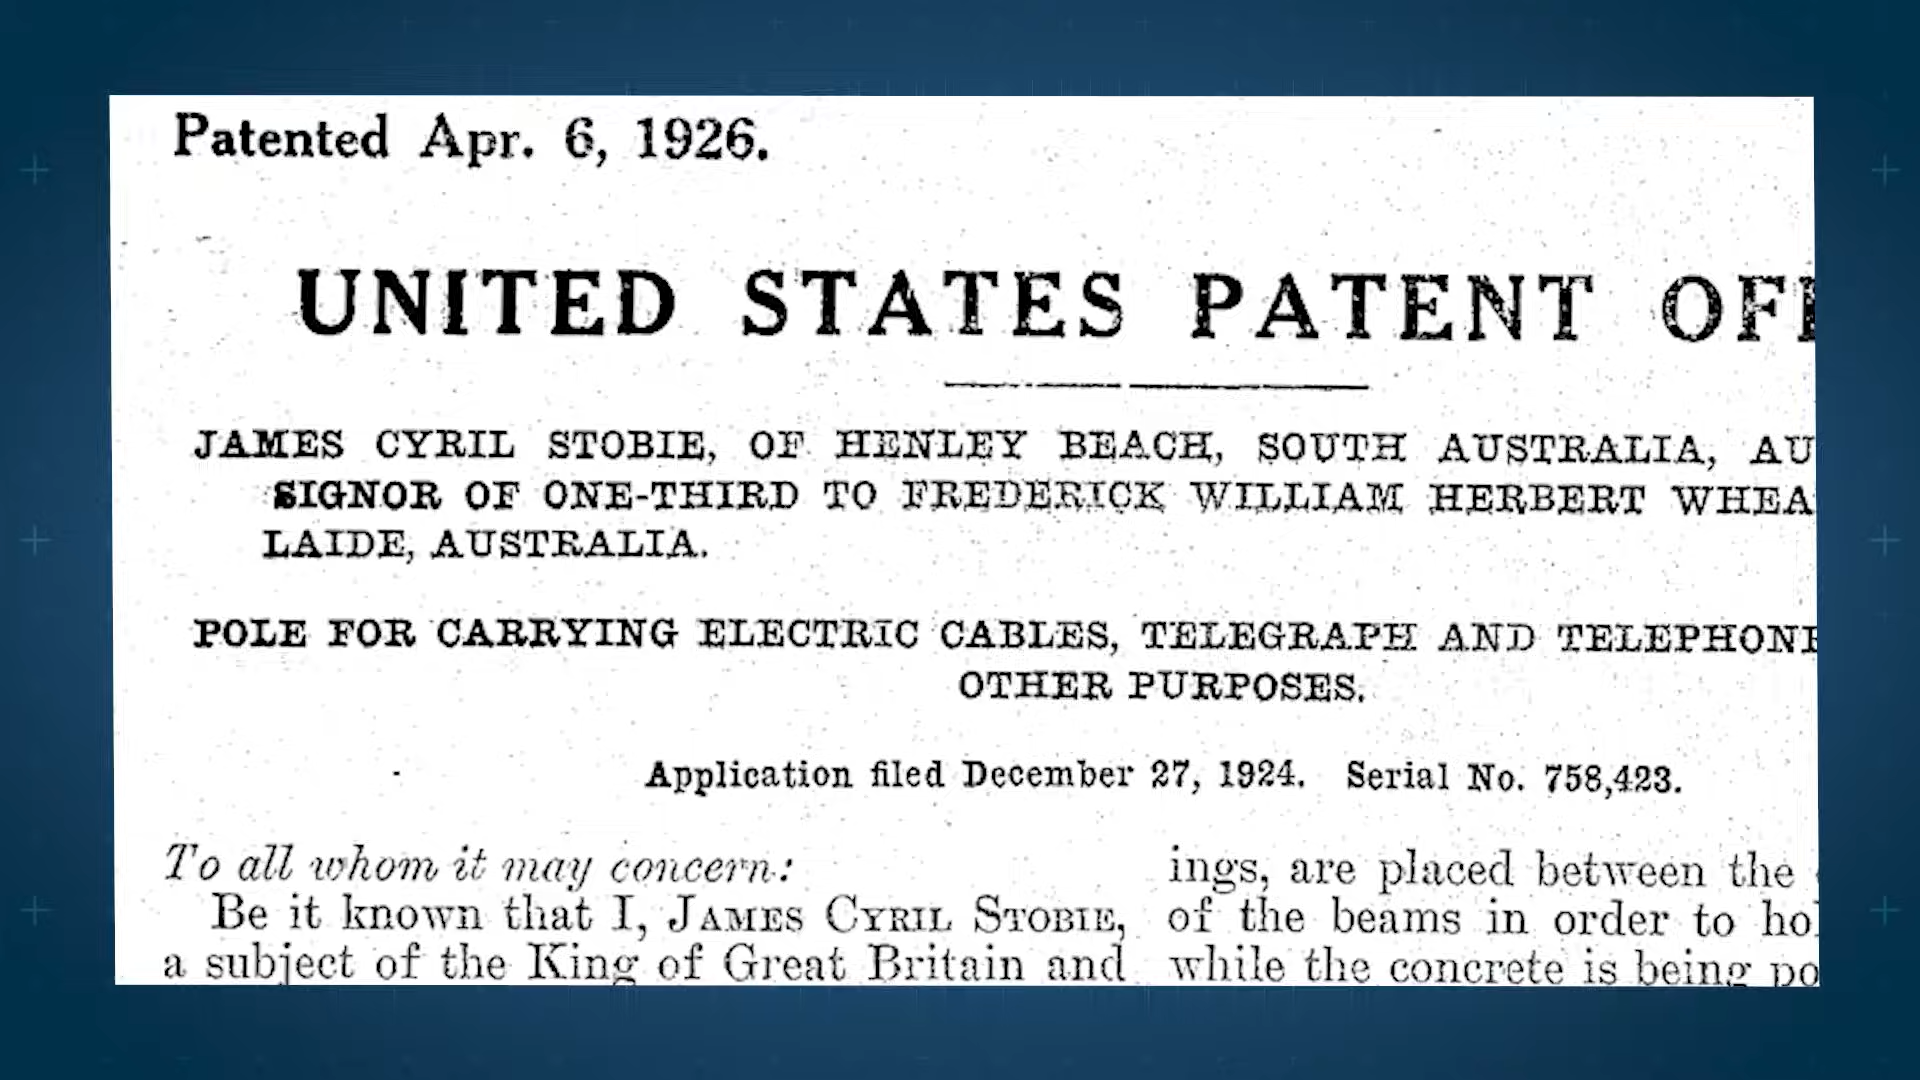 Patented Apr. 6, 1926.
UNITED STATES PATENT OF
JAMES CYRIL STOBIE, OF HENLEY BEACH, SOUTH AUSTRALIA, AU
SIGNOR OF ONE-THIRD TO FREDERICK WILLIAM HERBERT WHEA
LAIDE, AUSTRALIA.
POLE FOR CARRYING ELECTRIC CABLES, TELEGRAPH AND TELEPHONE
OTHER PURPOSES.
Application filed December 27, 1924. Serial No. 758,423.
To all whom it may concern:
Be it known that I, JAMES CYRIL STOBIE,
a subject of the King of Great Britain and
ings, are placed between the
of the beams in order to hol
while the concrete is being po